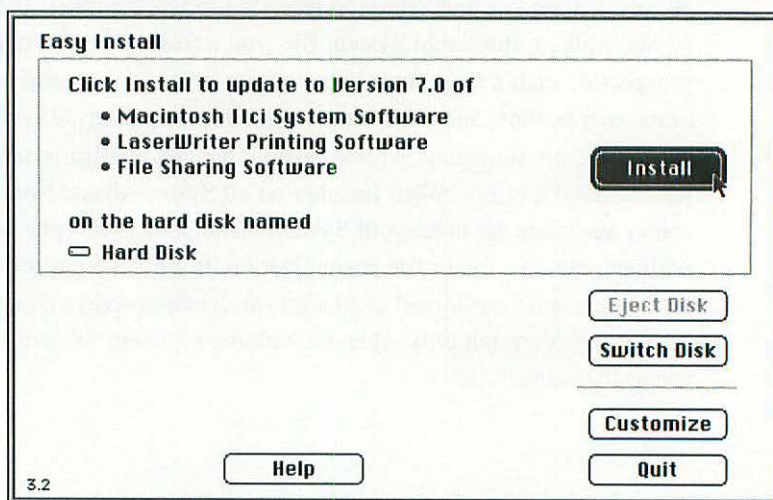 Easy Install
Click Install to update to Version 7.0 of
• Macintosh IIci System Software
• LaserWriter Printing Software
• File Sharing Software
Install
on the hard disk named
Hard Disk
Eject Disk
Switch Disk
Customize
Help
Quit
3.2